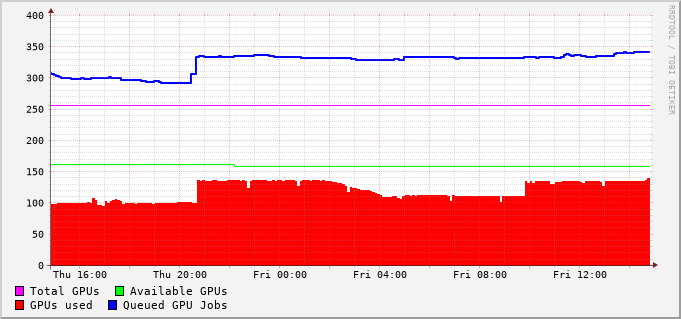 400
350
300
250
200
150
100
50
0
Thu 16:00 Thu 20:00 Fri 00:00 Fri 04:00 Fri 08:00 Fri 12:00
Total GPUs Available GPUs
GPUs used Queued GPU Jobs
RRDTOOL / TOBI OETIKER